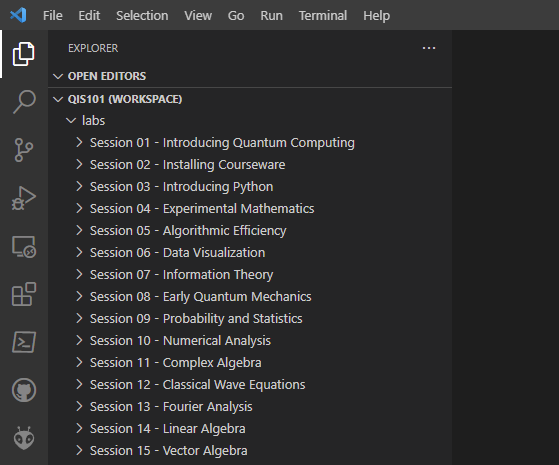 File Edit Selection View Go Run Terminal Help
EXPLORER ...
OPEN EDITORS
QIS101 (WORKSPACE)
labs
Session 01 - Introducing Quantum Computing
Session 02 - Installing Courseware
Session 03 - Introducing Python
Session 04 - Experimental Mathematics
Session 05 - Algorithmic Efficiency
Session 06 - Data Visualization
Session 07 - Information Theory
Session 08 - Early Quantum Mechanics
Session 09 - Probability and Statistics
Session 10 - Numerical Analysis
Session 11 - Complex Algebra
Session 12 - Classical Wave Equations
Session 13 - Fourier Analysis
Session 14 - Linear Algebra
Session 15 - Vector Algebra